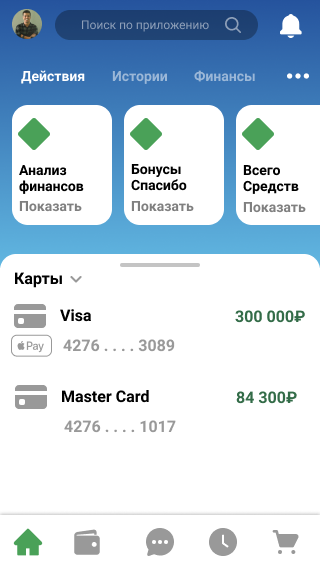 Поиск по приложению
Действия Истории Финансы
Анализ
финансов
Показать
Бонусы
Спасибо
Показать
Всего
Средств
Показать
Карты
Visa 300 000₽
Pay 4276 . . . . 3089
Master Card 84 300₽
4276 . . . . 1017